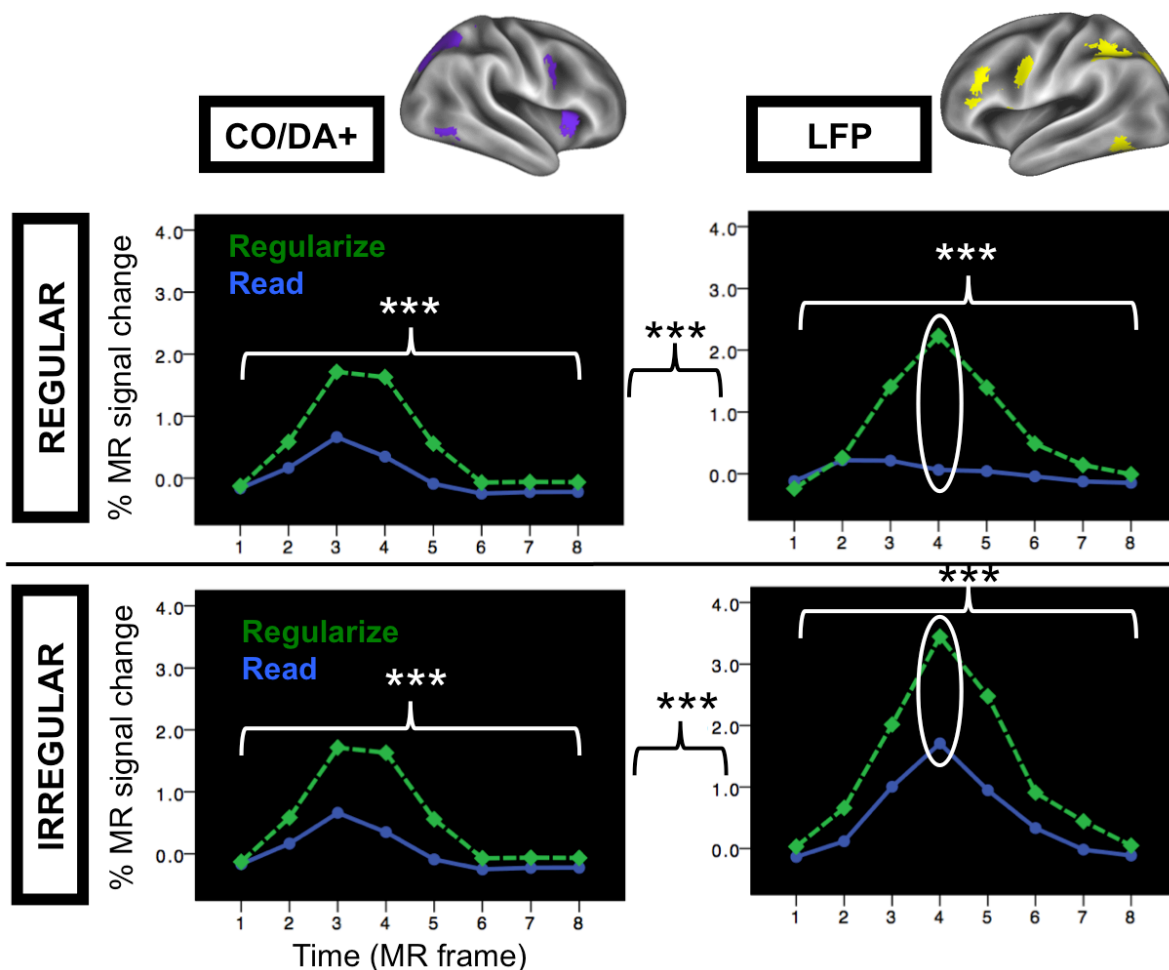 CO/DA+
LFP
REGULAR
% MR signal change
4.0
3.0
2.0
1.0
0.0
Regularize
Read
***
1 2 3 4 5 6 7 8
***
4.0
3.0
2.0
1.0
0.0
***
1 2 3 4 5 6 7 8
IRREGULAR
% MR signal change
4.0
3.0
2.0
1.0
0.0
Regularize
Read
***
1 2 3 4 5 6 7 8
Time (MR frame)
***
4.0
3.0
2.0
1.0
0.0
***
1 2 3 4 5 6 7 8